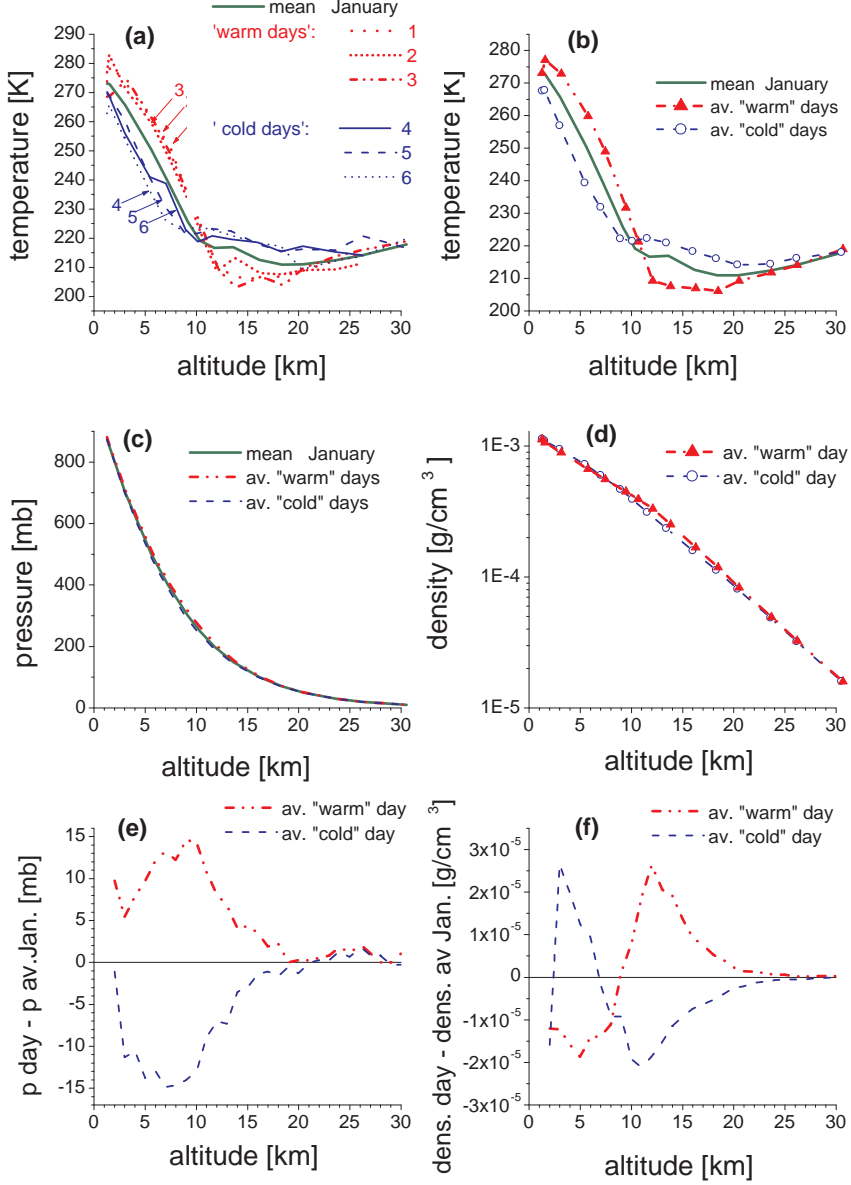 mean January
'warm days':
1
2
3
' cold days':
4
5
6
(a)
3
4
5
6
290
280
270
260
250
240
230
220
210
200
temperature [K]
0 5 10 15 20 25 30
altitude [km]
(b)
mean January
av. "warm" days
av. "cold" days
280
270
260
250
240
230
220
210
200
temperature [K]
0 5 10 15 20 25 30
altitude [km]
(c)
mean January
av. "warm" days
av. "cold" days
800
600
400
200
0
pressure [mb]
0 5 10 15 20 25 30
altitude [km]
(d)
av. "warm" day
av. "cold" day
1E-3
1E-4
1E-5
density [g/cm ³]
0 5 10 15 20 25 30
altitude [km]
(e)
av. "warm" day
av. "cold" day
15
10
5
0
-5
-10
-15
p day - p av.Jan. [mb]
0 5 10 15 20 25 30
altitude [km]
(f)
av. "warm" day
av. "cold" day
3x10⁻⁵
2x10⁻⁵
1x10⁻⁵
0
-1x10⁻⁵
-2x10⁻⁵
-3x10⁻⁵
dens. day - dens. av Jan. [g/cm ³]
0 5 10 15 20 25 30
altitude [km]